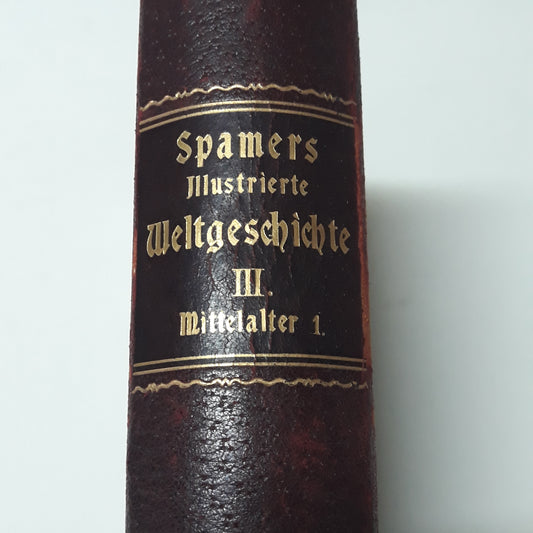 Spamers
Illustrierte
Weltgeschichte
III.
Mittelalter 1.